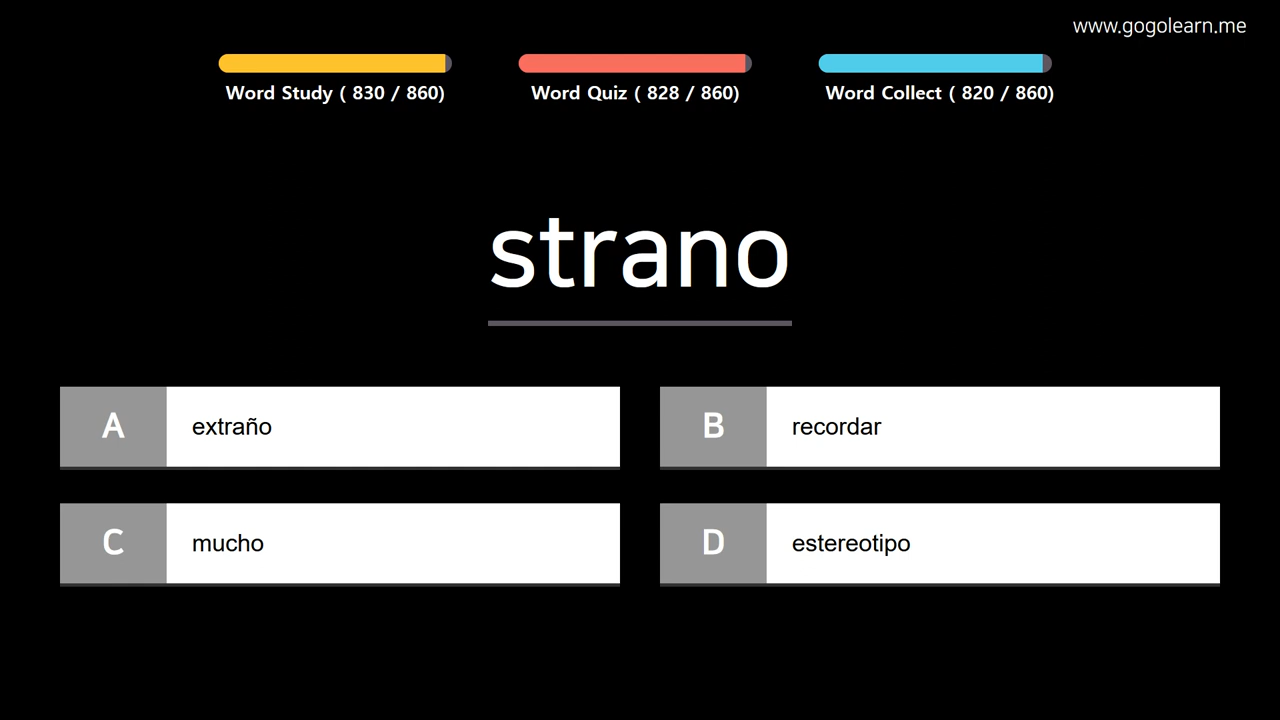 www.gogolearn.me
Word Study ( 830 / 860)
Word Quiz ( 828 / 860)
Word Collect ( 820 / 860)
strano
A extraño
B recordar
C mucho
D estereotipo